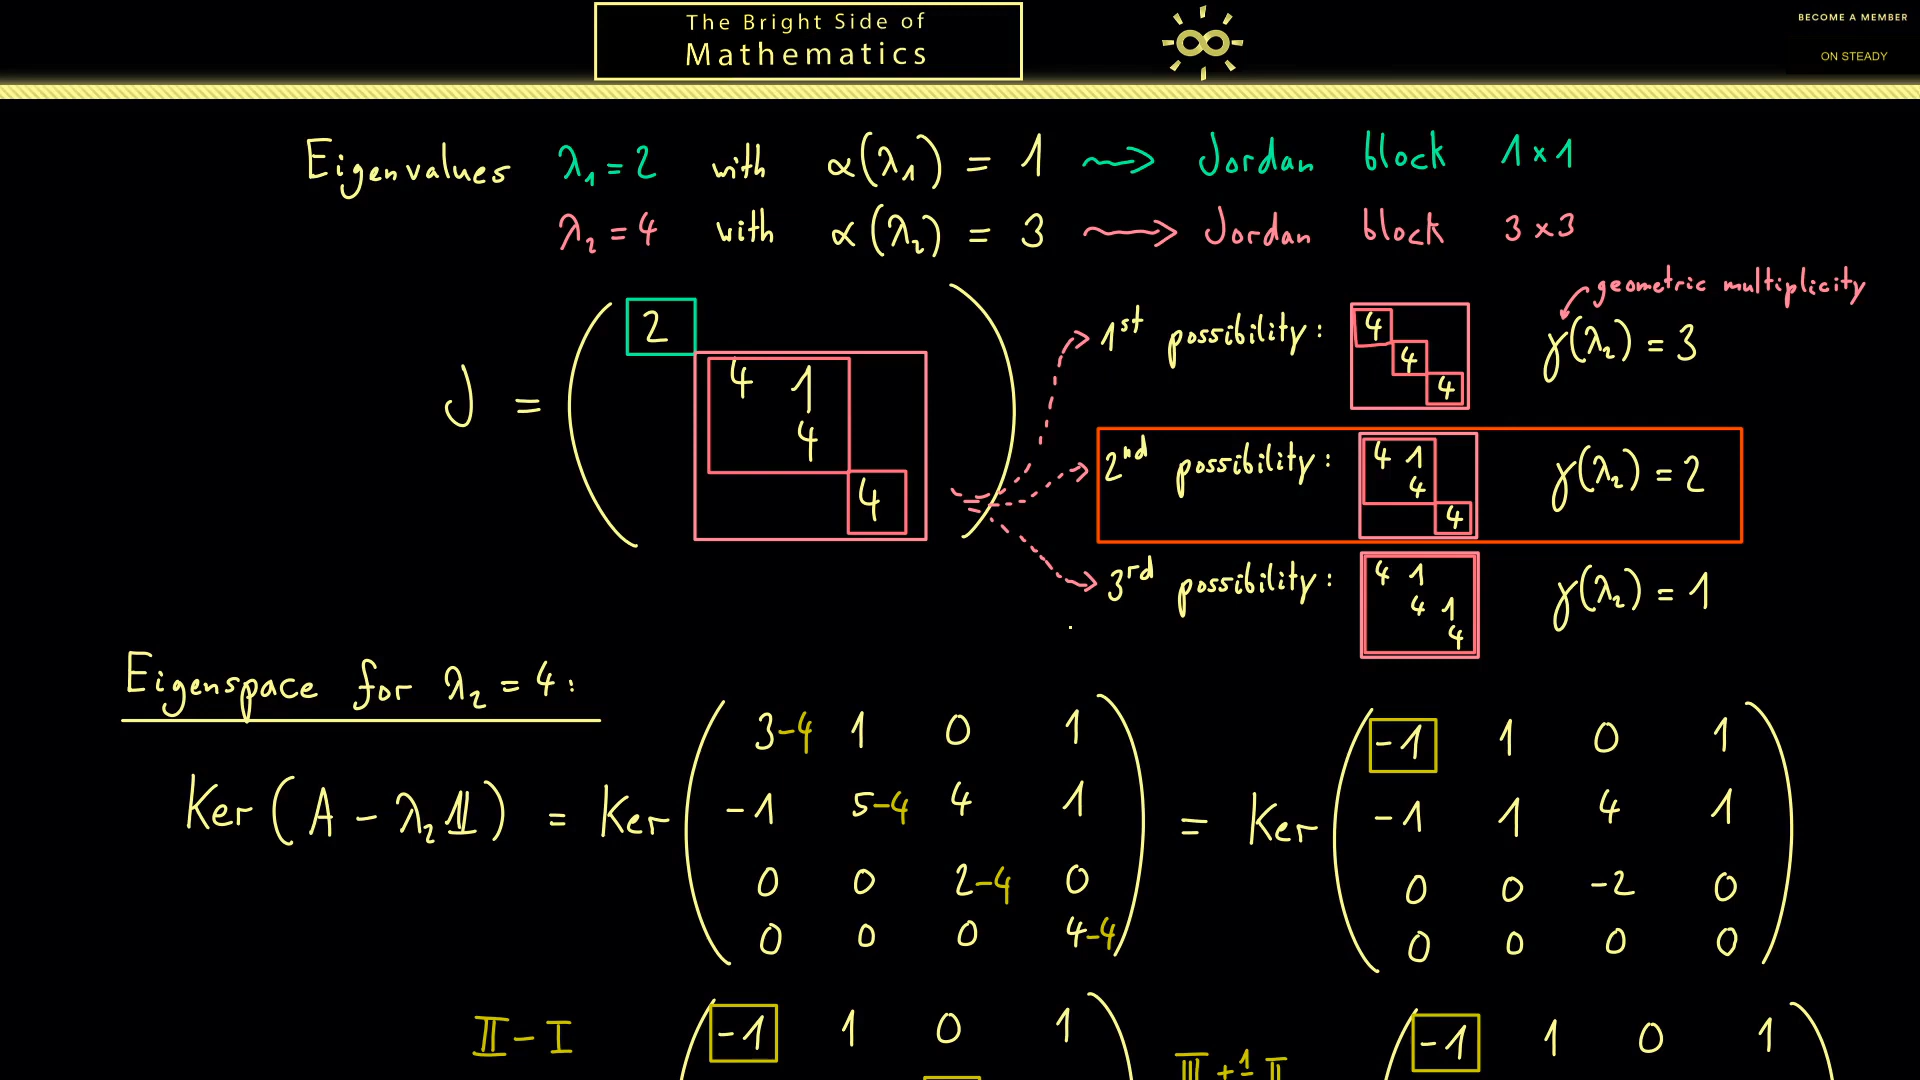 The Bright Side of
Mathematics
BECOME A MEMBER
ON STEADY
Eigenvalues λ₁ = 2 with α(λ₁) = 1 ⇝ Jordan block 1×1
λ₂ = 4 with α(λ₂) = 3 ⇝ Jordan block 3×3
geometric multiplicity
J = ( 2
4 1
4
4 )
1st possibility: 4
4
4 γ(λ₂) = 3
2nd possibility: 4 1
4
4 γ(λ₂) = 2
3rd possibility: 4 1
4 1
4 γ(λ₂) = 1
Eigenspace for λ₂ = 4:
Ker(A − λ₂𝟙) = Ker
3-4 1 0 1
-1 5-4 4 1
0 0 2-4 0
0 0 0 4-4
= Ker
-1 1 0 1
-1 1 4 1
0 0 -2 0
0 0 0 0
II − I
-1 1 0 1
III + 1 II
-1 1 0 1